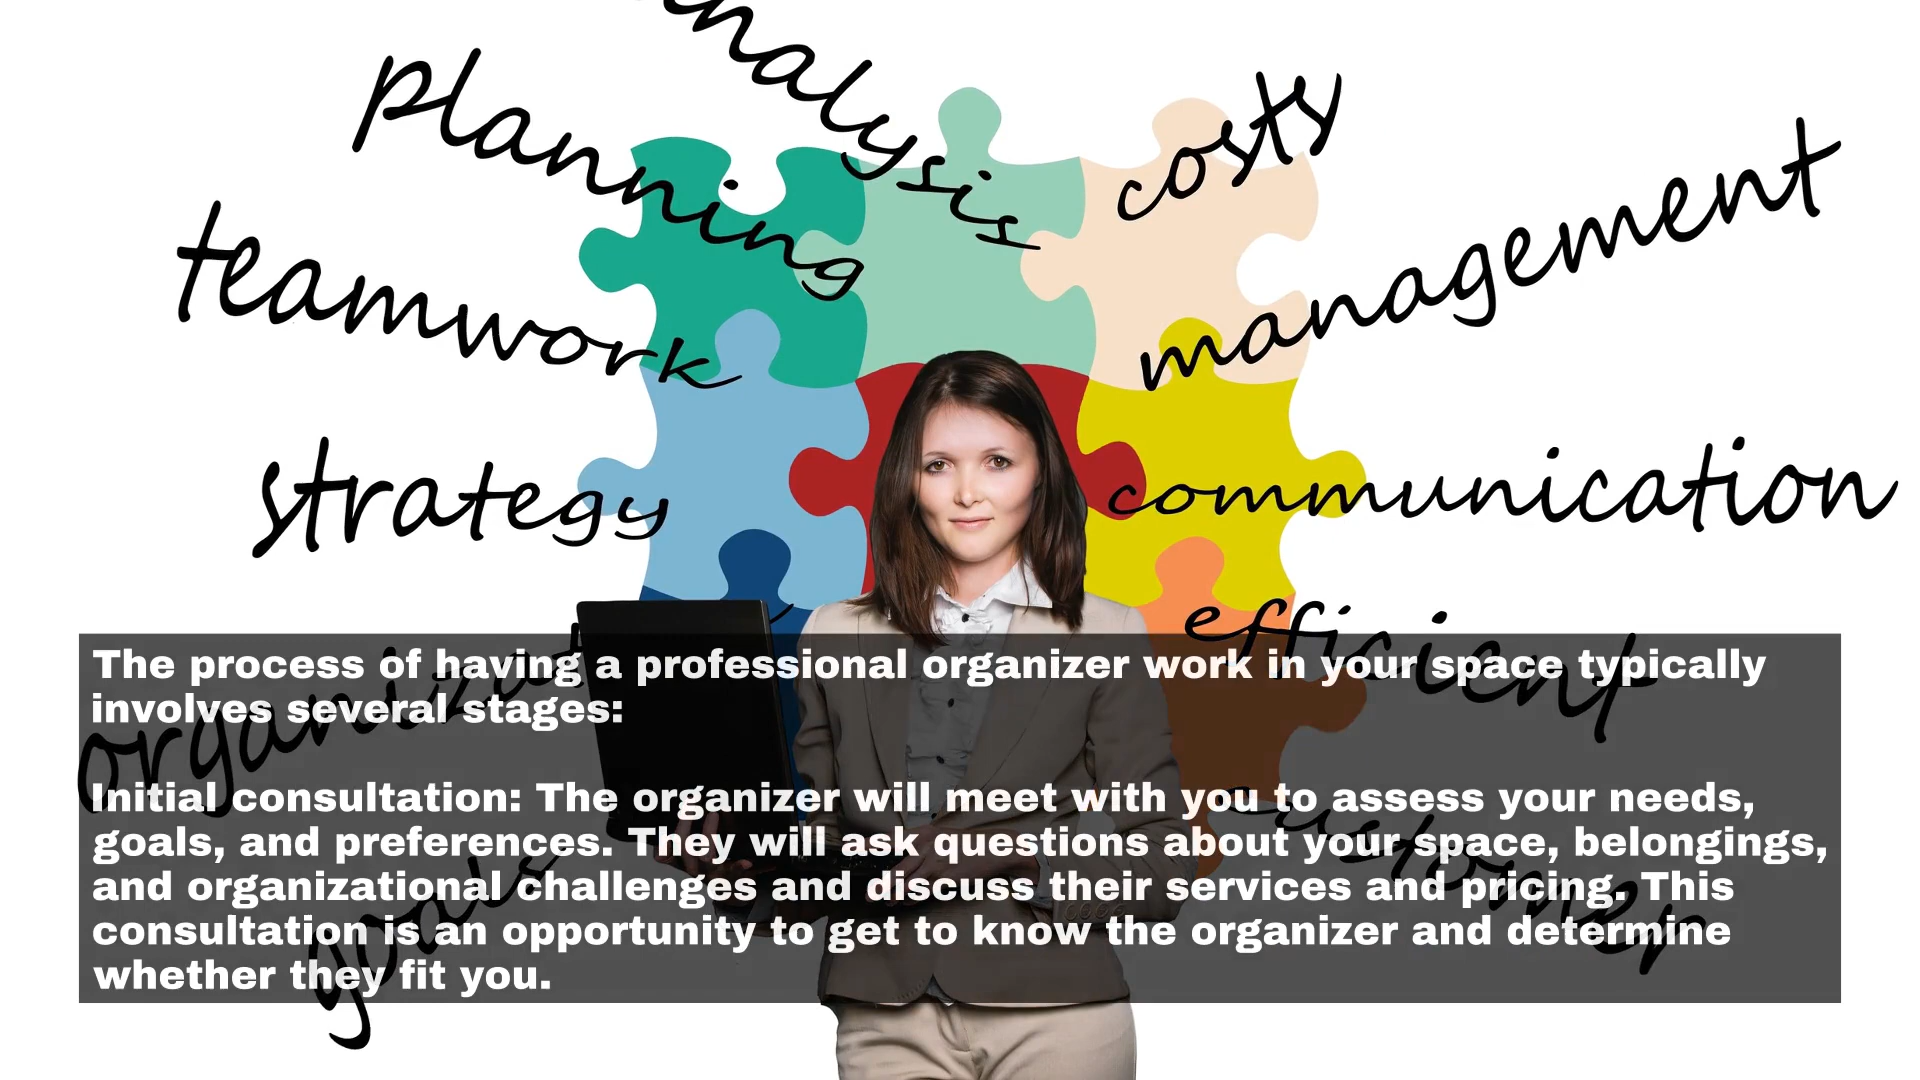 analysis
planning
costs
management
teamwork
strategy
communication
efficient
The process of having a professional organizer work in your space typically
involves several stages:
Initial consultation: The organizer will meet with you to assess your needs,
goals, and preferences. They will ask questions about your space, belongings,
and organizational challenges and discuss their services and pricing. This
consultation is an opportunity to get to know the organizer and determine
whether they fit you.
customer
goals